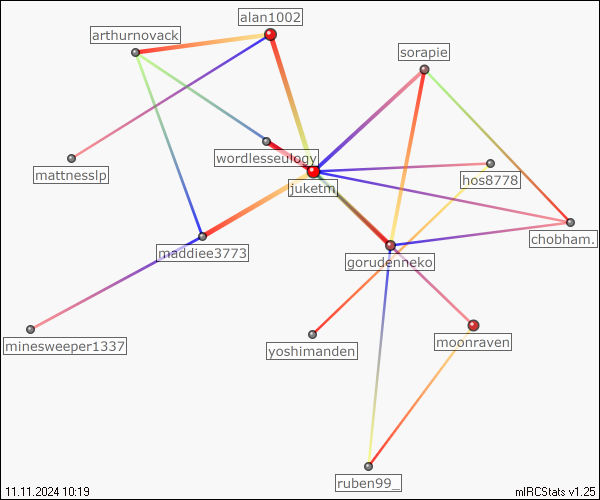 alan1002
arthurnovack
sorapie
wordlesseulogy
mattnesslp
hos8778
juketm
chobham.
maddiee3773
gorudenneko
minesweeper1337
yoshimanden
moonraven
ruben99_
11.11.2024 10:19
mIRCStats v1.25